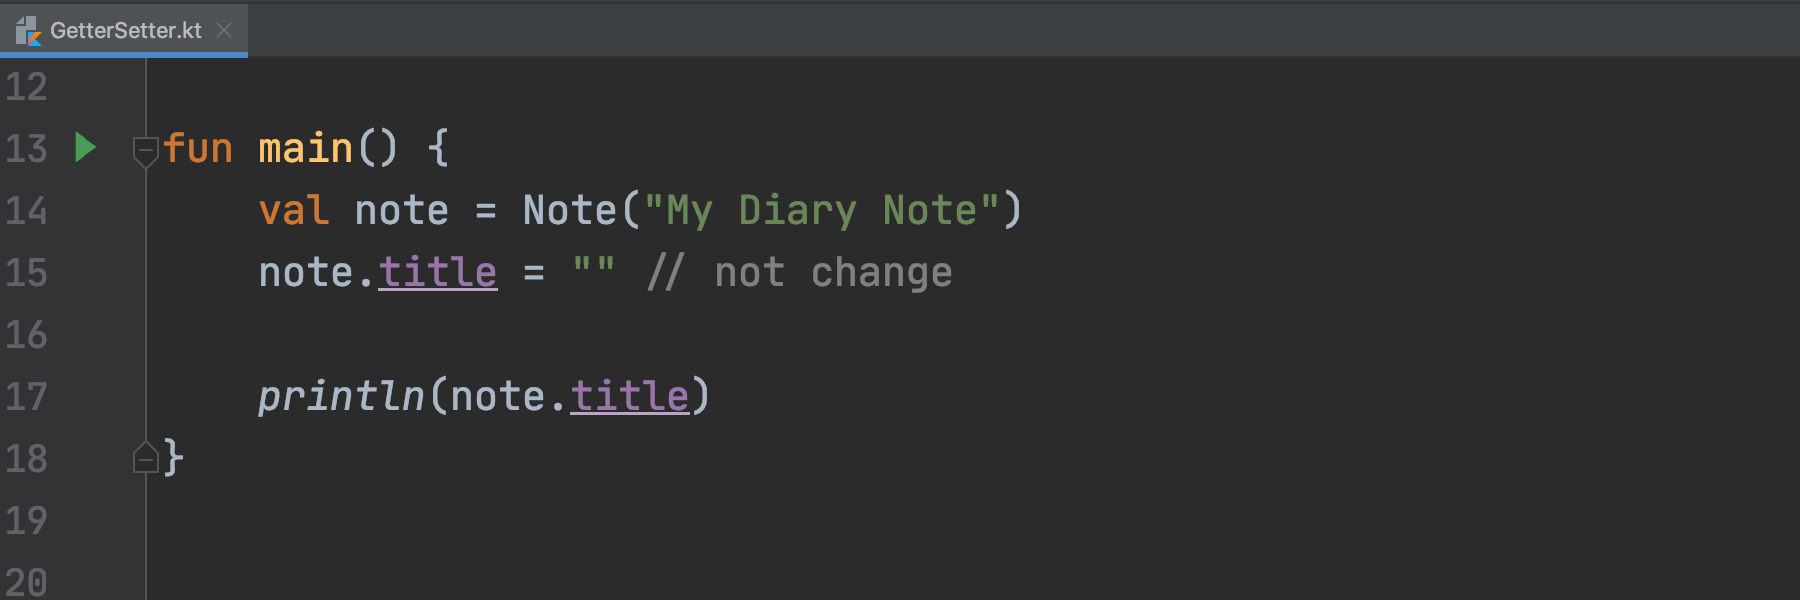 GetterSetter.kt
12
13 fun main() {
14 val note = Note("My Diary Note")
15 note.title = "" // not change
16
17 println(note.title)
18 }
19
20